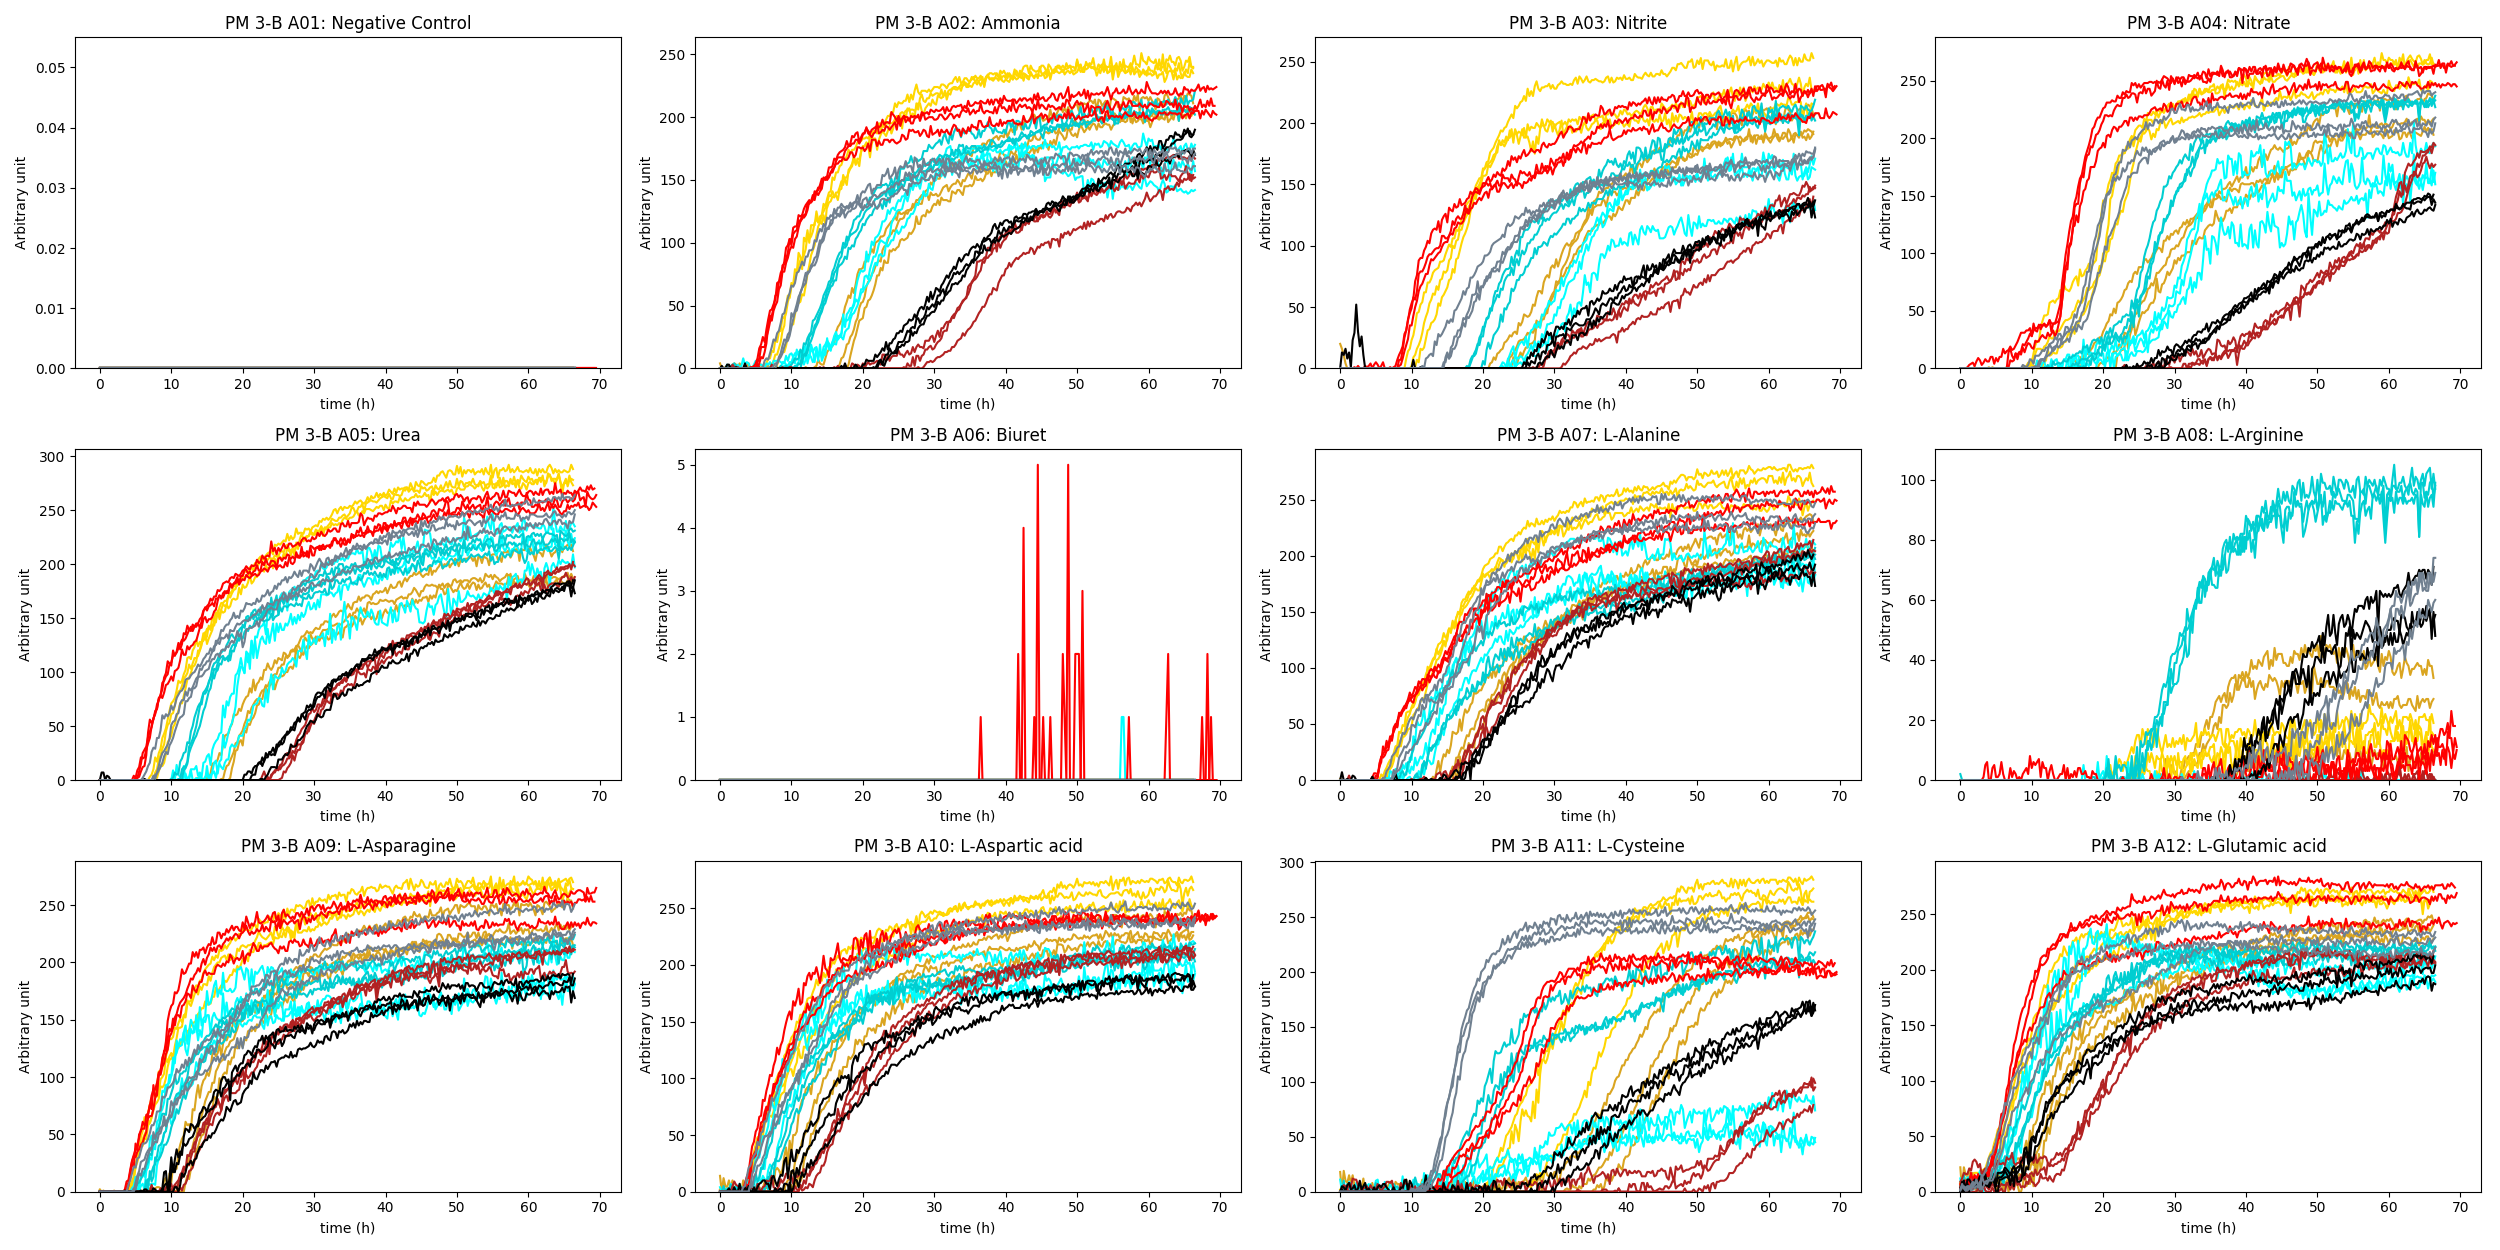 PM 3-B A01: Negative Control
Arbitrary unit
0.05
0.04
0.03
0.02
0.01
0.00
0 10 20 30 40 50 60 70
time (h)
PM 3-B A02: Ammonia
Arbitrary unit
250
200
150
100
50
0
0 10 20 30 40 50 60 70
time (h)
PM 3-B A03: Nitrite
Arbitrary unit
250
200
150
100
50
0
0 10 20 30 40 50 60 70
time (h)
PM 3-B A04: Nitrate
Arbitrary unit
250
200
150
100
50
0
0 10 20 30 40 50 60 70
time (h)
PM 3-B A05: Urea
Arbitrary unit
300
250
200
150
100
50
0
0 10 20 30 40 50 60 70
time (h)
PM 3-B A06: Biuret
Arbitrary unit
5
4
3
2
1
0
0 10 20 30 40 50 60 70
time (h)
PM 3-B A07: L-Alanine
Arbitrary unit
250
200
150
100
50
0
0 10 20 30 40 50 60 70
time (h)
PM 3-B A08: L-Arginine
Arbitrary unit
100
80
60
40
20
0
0 10 20 30 40 50 60 70
time (h)
PM 3-B A09: L-Asparagine
Arbitrary unit
250
200
150
100
50
0
0 10 20 30 40 50 60 70
time (h)
PM 3-B A10: L-Aspartic acid
Arbitrary unit
250
200
150
100
50
0
0 10 20 30 40 50 60 70
time (h)
PM 3-B A11: L-Cysteine
Arbitrary unit
300
250
200
150
100
50
0
0 10 20 30 40 50 60 70
time (h)
PM 3-B A12: L-Glutamic acid
Arbitrary unit
250
200
150
100
50
0
0 10 20 30 40 50 60 70
time (h)